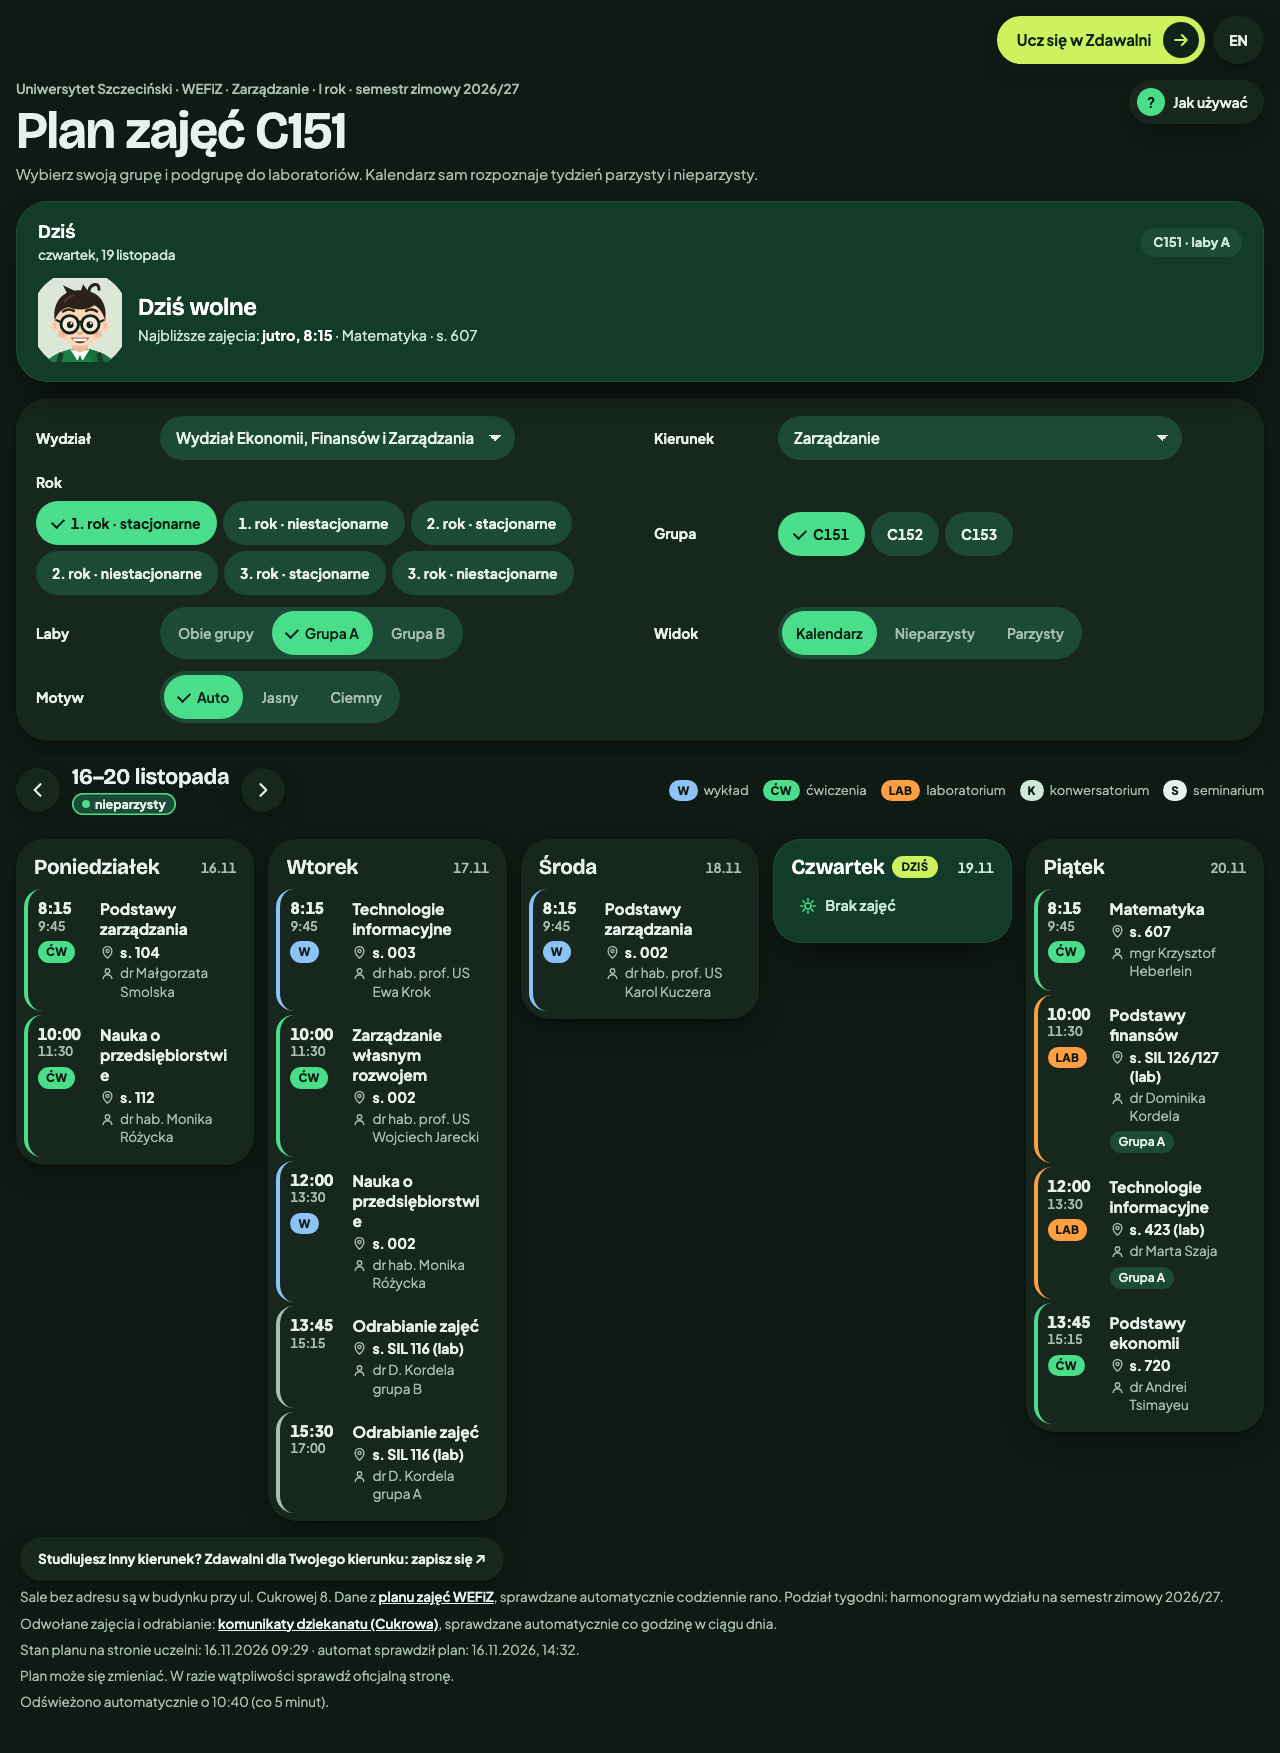 Ucz się w Zdawalni
EN
Uniwersytet Szczeciński · WEFiZ · Zarządzanie · I rok · semestr zimowy 2026/27
Plan zajęć C151
? Jak używać
Wybierz swoją grupę i podgrupę do laboratoriów. Kalendarz sam rozpoznaje tydzień parzysty i nieparzysty.
Dziś
czwartek, 19 listopada
C151 · laby A
Dziś wolne
Najbliższe zajęcia: jutro, 8:15 · Matematyka · s. 607
Wydział
Wydział Ekonomii, Finansów i Zarządzania
Kierunek
Zarządzanie
Rok
1. rok · stacjonarne
1. rok · niestacjonarne
2. rok · stacjonarne
2. rok · niestacjonarne
3. rok · stacjonarne
3. rok · niestacjonarne
Grupa
C151
C152
C153
Laby
Obie grupy
Grupa A
Grupa B
Widok
Kalendarz
Nieparzysty
Parzysty
Motyw
Auto
Jasny
Ciemny
16–20 listopada
nieparzysty
W wykład
ĆW ćwiczenia
LAB laboratorium
K konwersatorium
S seminarium
Poniedziałek 16.11
8:15
9:45
ĆW
Podstawy
zarządzania
s. 104
dr Małgorzata
Smolska
10:00
11:30
ĆW
Nauka o
przedsiębiorstwi
e
s. 112
dr hab. Monika
Różycka
Wtorek 17.11
8:15
9:45
W
Technologie
informacyjne
s. 003
dr hab. prof. US
Ewa Krok
10:00
11:30
ĆW
Zarządzanie
własnym
rozwojem
s. 002
dr hab. prof. US
Wojciech Jarecki
12:00
13:30
W
Nauka o
przedsiębiorstwi
e
s. 002
dr hab. Monika
Różycka
13:45
15:15
Odrabianie zajęć
s. SIL 116 (lab)
dr D. Kordela
grupa B
15:30
17:00
Odrabianie zajęć
s. SIL 116 (lab)
dr D. Kordela
grupa A
Środa 18.11
8:15
9:45
W
Podstawy
zarządzania
s. 002
dr hab. prof. US
Karol Kuczera
Czwartek DZIŚ 19.11
Brak zajęć
Piątek 20.11
8:15
9:45
ĆW
Matematyka
s. 607
mgr Krzysztof
Heberlein
10:00
11:30
LAB
Podstawy
finansów
s. SIL 126/127
(lab)
dr Dominika
Kordela
Grupa A
12:00
13:30
LAB
Technologie
informacyjne
s. 423 (lab)
dr Marta Szaja
Grupa A
13:45
15:15
ĆW
Podstawy
ekonomii
s. 720
dr Andrei
Tsimayeu
Studiujesz inny kierunek? Zdawalni dla Twojego kierunku: zapisz się ↗
Sale bez adresu są w budynku przy ul. Cukrowej 8. Dane z planu zajęć WEFiZ, sprawdzane automatycznie codziennie rano. Podział tygodni: harmonogram wydziału na semestr zimowy 2026/27.
Odwołane zajęcia i odrabianie: komunikaty dziekanatu (Cukrowa), sprawdzane automatycznie co godzinę w ciągu dnia.
Stan planu na stronie uczelni: 16.11.2026 09:29 · automat sprawdził plan: 16.11.2026, 14:32.
Plan może się zmieniać. W razie wątpliwości sprawdź oficjalną stronę.
Odświeżono automatycznie o 10:40 (co 5 minut).